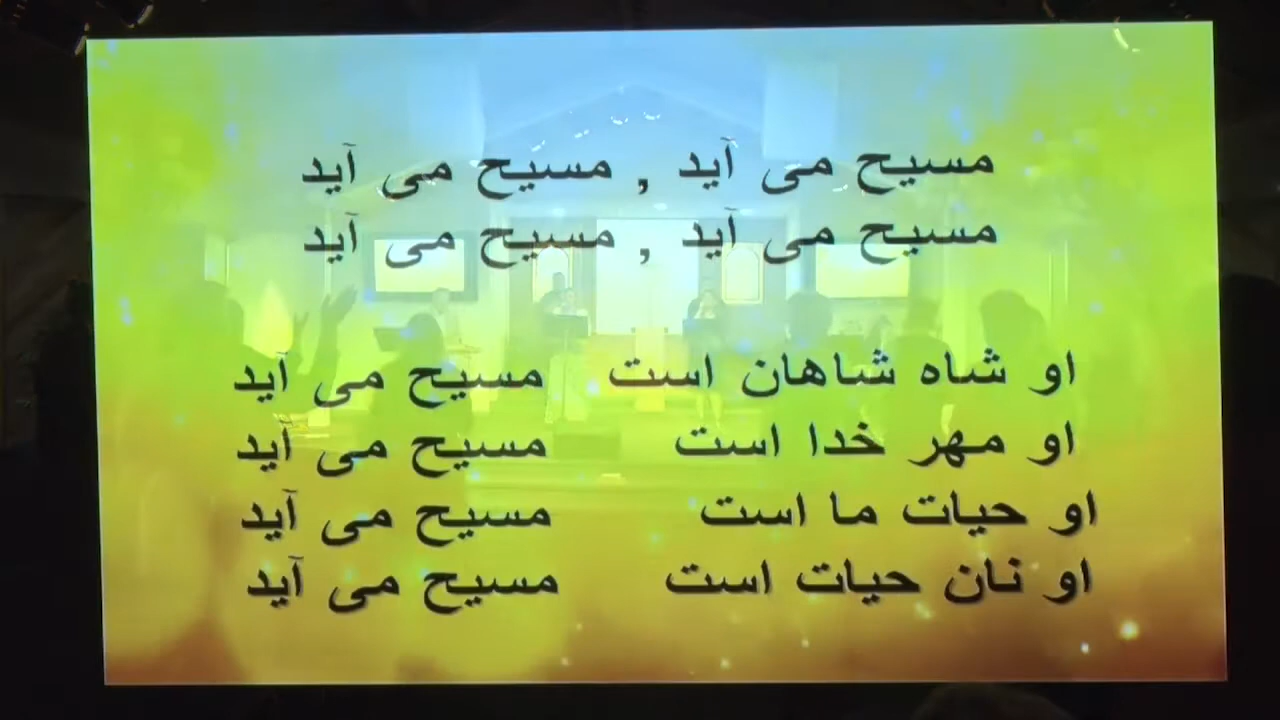 مسیح می آید , مسیح می آید
مسیح می آید , مسیح می آید
او شاه شاهان است مسیح می آید
او مهر خدا است مسیح می آید
او حیات ما است مسیح می آید
او نان حیات است مسیح می آید